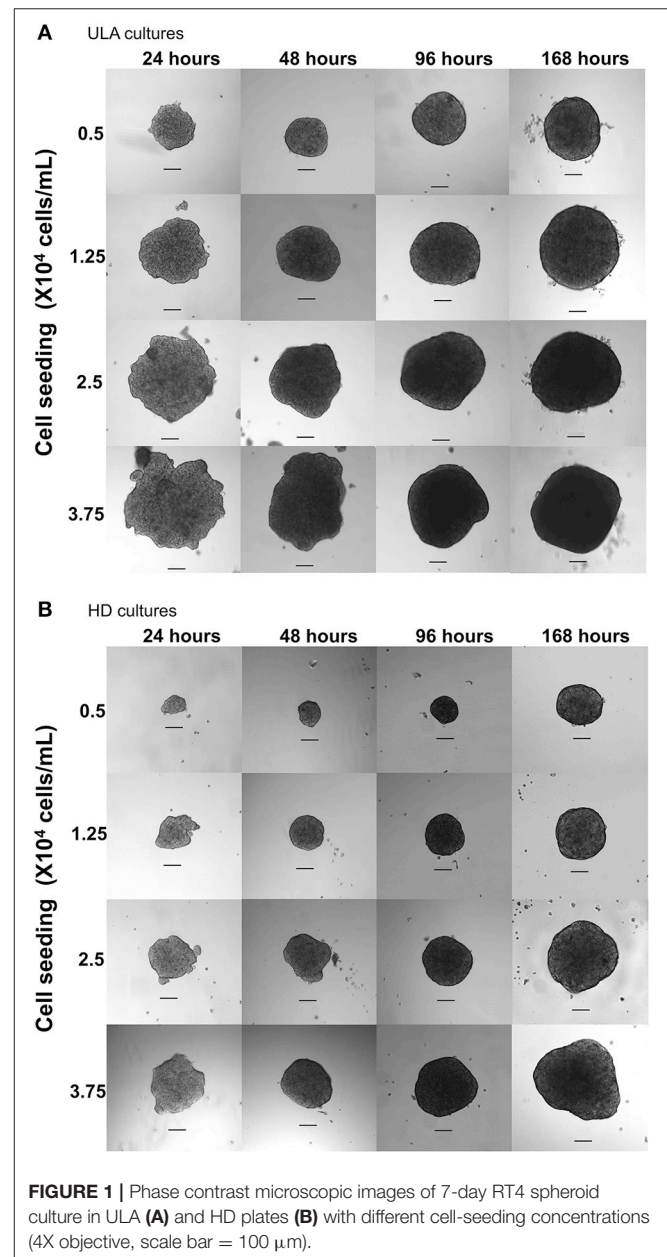 A ULA cultures
24 hours 48 hours 96 hours 168 hours
Cell seeding (X10⁴ cells/mL)
0.5
1.25
2.5
3.75
B HD cultures
24 hours 48 hours 96 hours 168 hours
Cell seeding (X10⁴ cells/mL)
0.5
1.25
2.5
3.75
FIGURE 1 | Phase contrast microscopic images of 7-day RT4 spheroid
culture in ULA (A) and HD plates (B) with different cell-seeding concentrations
(4X objective, scale bar = 100 μm).